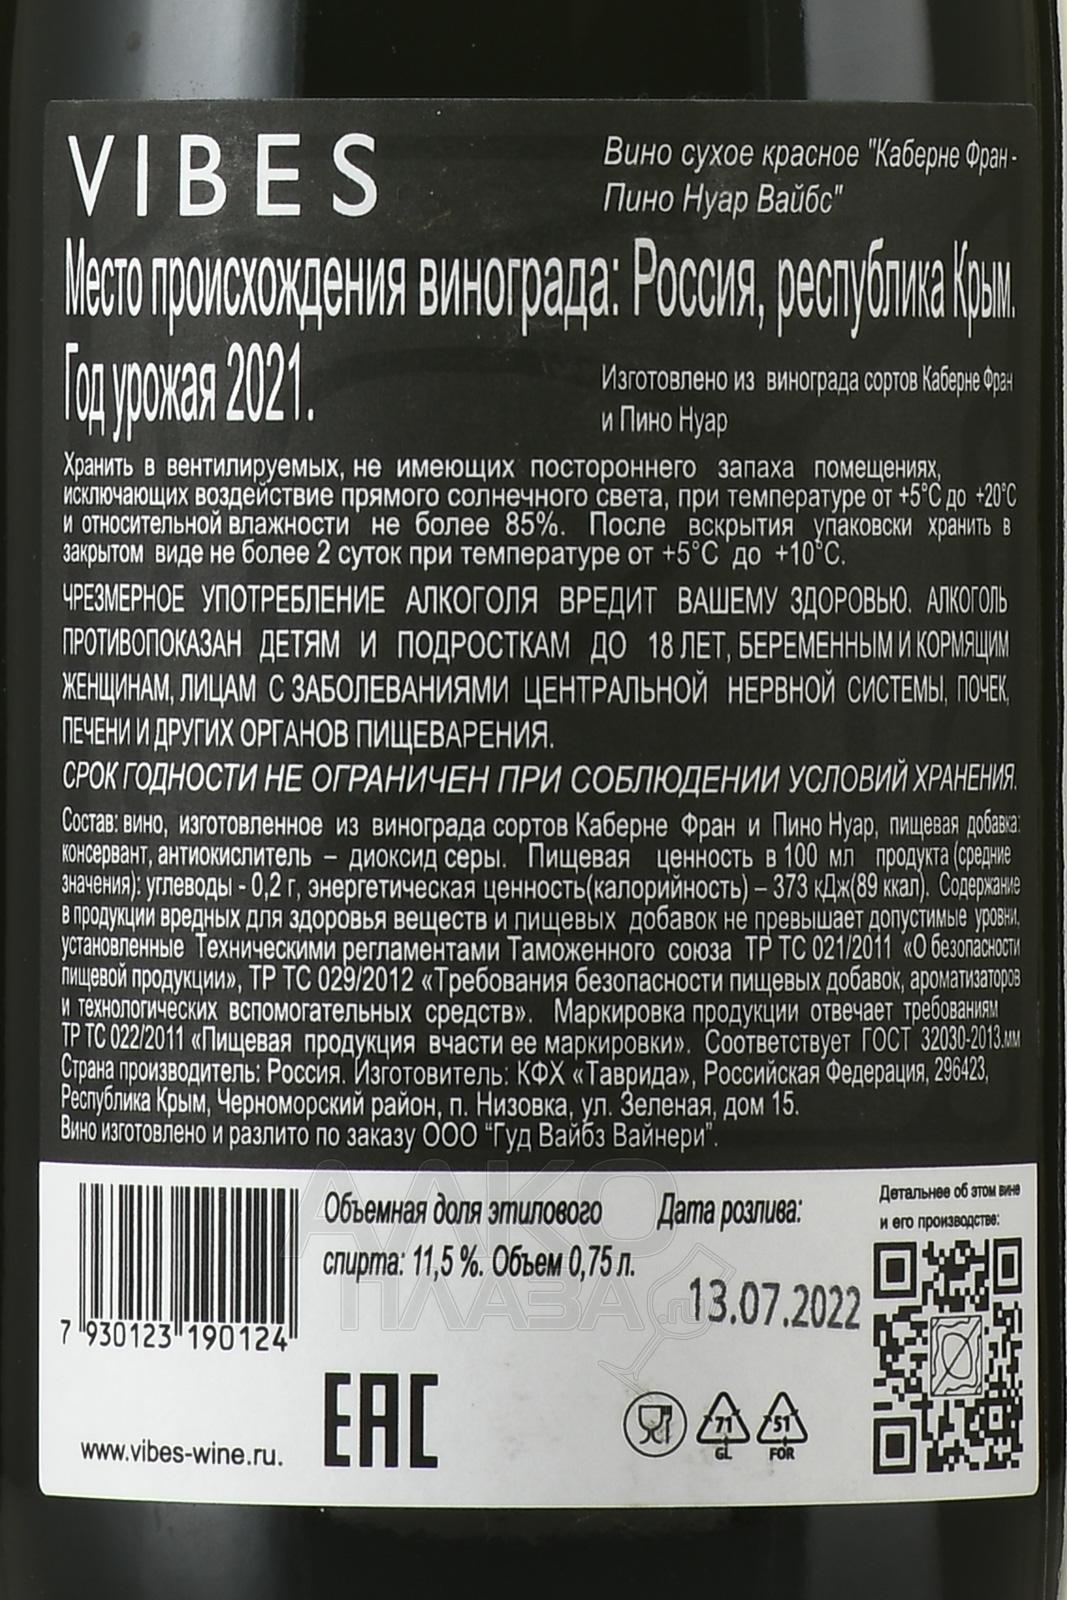 VIBES
Вино сухое красное "Каберне Фран -
Пино Нуар Вайбс"
Место происхождения винограда: Россия, республика Крым.
Год урожая 2021.
Изготовлено из винограда сортов Каберне Фран
и Пино Нуар
Хранить в вентилируемых, не имеющих постороннего запаха помещениях,
исключающих воздействие прямого солнечного света, при температуре от +5°С до +20°С
и относительной влажности не более 85%. После вскрытия упаковски хранить в
закрытом виде не более 2 суток при температуре от +5°С до +10°С.
ЧРЕЗМЕРНОЕ УПОТРЕБЛЕНИЕ АЛКОГОЛЯ ВРЕДИТ ВАШЕМУ ЗДОРОВЬЮ. АЛКОГОЛЬ
ПРОТИВОПОКАЗАН ДЕТЯМ И ПОДРОСТКАМ ДО 18 ЛЕТ, БЕРЕМЕННЫМ И КОРМЯЩИМ
ЖЕНЩИНАМ, ЛИЦАМ С ЗАБОЛЕВАНИЯМИ ЦЕНТРАЛЬНОЙ НЕРВНОЙ СИСТЕМЫ, ПОЧЕК,
ПЕЧЕНИ И ДРУГИХ ОРГАНОВ ПИЩЕВАРЕНИЯ.
СРОК ГОДНОСТИ НЕ ОГРАНИЧЕН ПРИ СОБЛЮДЕНИИ УСЛОВИЙ ХРАНЕНИЯ.
Состав: вино, изготовленное из винограда сортов Каберне Фран и Пино Нуар, пищевая добавка:
консервант, антиокислитель – диоксид серы. Пищевая ценность в 100 мл продукта (средние
значения): углеводы - 0,2 г, энергетическая ценность(калорийность) – 373 кДж(89 ккал). Содержание
в продукции вредных для здоровья веществ и пищевых добавок не превышает допустимые уровни,
установленные Техническими регламентами Таможенного союза ТР ТС 021/2011 «О безопасности
пищевой продукции», ТР ТС 029/2012 «Требования безопасности пищевых добавок, ароматизаторов
и технологических вспомогательных средств». Маркировка продукции отвечает требованиям
ТР ТС 022/2011 «Пищевая продукция вчасти ее маркировки». Соответствует ГОСТ 32030-2013.мм
Страна производитель: Россия. Изготовитель: КФХ «Таврида», Российская Федерация, 296423,
Республика Крым, Черноморский район, п. Низовка, ул. Зеленая, дом 15.
Вино изготовлено и разлито по заказу ООО "Гуд Вайбз Вайнери".
Объемная доля этилового
спирта: 11,5 %. Объем 0,75 л.
Дата розлива:
13.07.2022
Детальнее об этом вине
и его производстве:
7 930123 190124
www.vibes-wine.ru.
ЕАС
71
GL
51
FOR
АЛКО
ПЛАЗА.ru